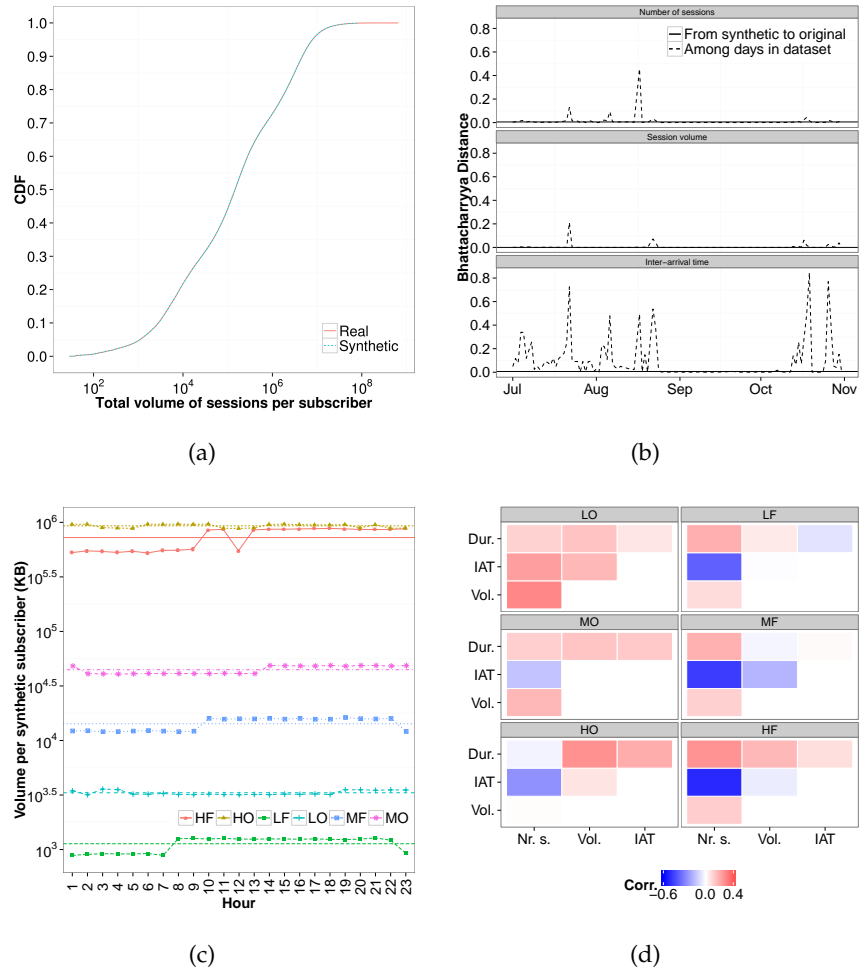 1.0
0.9
0.8
0.7
0.6
0.5
0.4
0.3
0.2
0.1
0.0
CDF
Real
Synthetic
10^2
10^4
10^6
10^8
Total volume of sessions per subscriber
(a)
Number of sessions
From synthetic to original
Among days in dataset
0.8
0.6
0.4
0.2
0.0
Session volume
0.8
0.6
0.4
0.2
0.0
Inter−arrival time
0.8
0.6
0.4
0.2
0.0
Bhattacharryya Distance
Jul
Aug
Sep
Oct
Nov
(b)
10^6
10^5.5
10^5
10^4.5
10^4
10^3.5
10^3
Volume per synthetic subscriber (KB)
HF HO LF LO MF MO
1 2 3 4 5 6 7 8 9 10 11 12 13 14 15 16 17 18 19 20 21 22 23
Hour
(c)
LO
LF
Dur.
IAT
Vol.
MO
MF
Dur.
IAT
Vol.
HO
HF
Dur.
IAT
Vol.
Nr. s. Vol. IAT
Nr. s. Vol. IAT
Corr.
−0.6 0.0 0.4
(d)